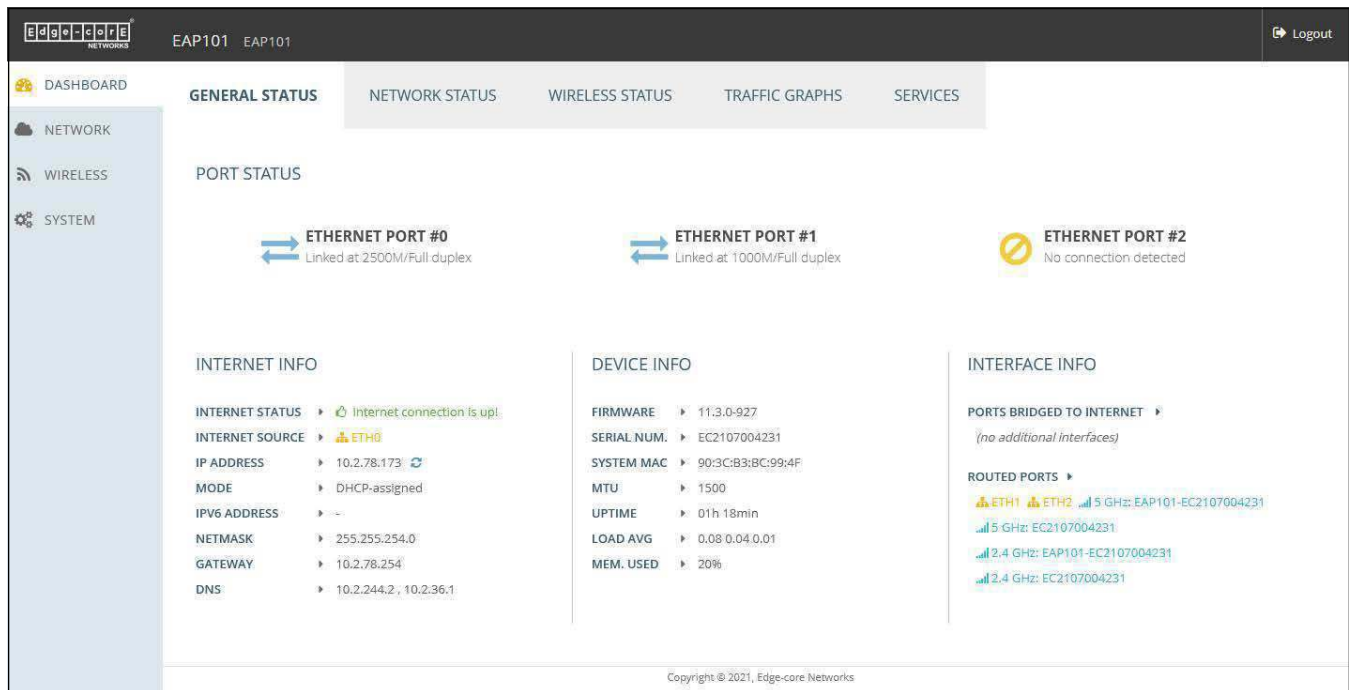 Edge-corE
NETWORKS
EAP101 EAP101
Logout
DASHBOARD
NETWORK
WIRELESS
SYSTEM
GENERAL STATUS NETWORK STATUS WIRELESS STATUS TRAFFIC GRAPHS SERVICES
PORT STATUS
ETHERNET PORT #0
Linked at 2500M/Full duplex
ETHERNET PORT #1
Linked at 1000M/Full duplex
ETHERNET PORT #2
No connection detected
INTERNET INFO
INTERNET STATUS Internet connection is up!
INTERNET SOURCE ETH0
IP ADDRESS 10.2.78.173
MODE DHCP-assigned
IPV6 ADDRESS -
NETMASK 255.255.254.0
GATEWAY 10.2.78.254
DNS 10.2.244.2 , 10.2.36.1
DEVICE INFO
FIRMWARE 11.3.0-927
SERIAL NUM. EC2107004231
SYSTEM MAC 90:3C:B3:BC:99:4F
MTU 1500
UPTIME 01h 18min
LOAD AVG 0.08 0.04 0.01
MEM. USED 20%
INTERFACE INFO
PORTS BRIDGED TO INTERNET
(no additional interfaces)
ROUTED PORTS
ETH1 ETH2 5 GHz: EAP101-EC2107004231
5 GHz: EC2107004231
2.4 GHz: EAP101-EC2107004231
2.4 GHz: EC2107004231
Copyright © 2021, Edge-core Networks